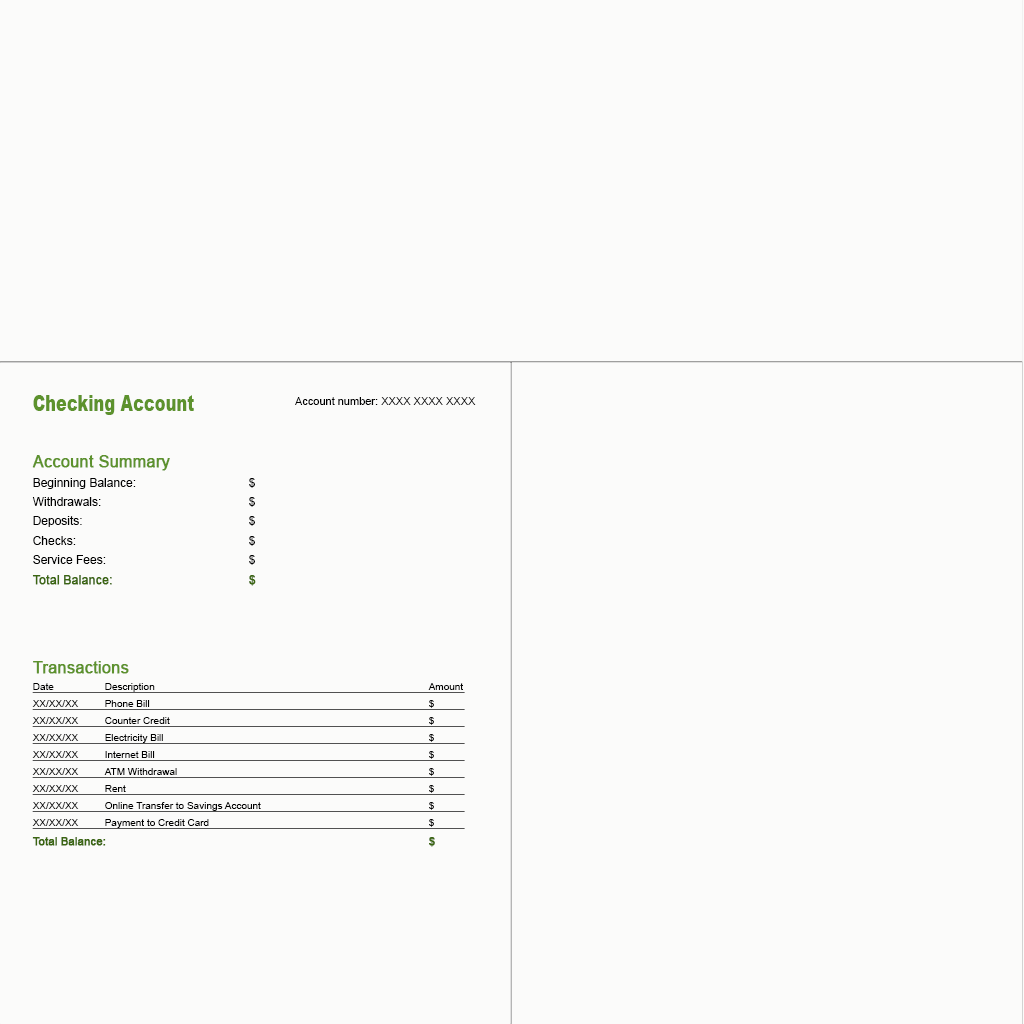 Checking Account
Account number: XXXX XXXX XXXX
Account Summary
Beginning Balance: $
Withdrawals: $
Deposits: $
Checks: $
Service Fees: $
Total Balance: $
Transactions
Date Description Amount
XX/XX/XX Phone Bill $
XX/XX/XX Counter Credit $
XX/XX/XX Electricity Bill $
XX/XX/XX Internet Bill $
XX/XX/XX ATM Withdrawal $
XX/XX/XX Rent $
XX/XX/XX Online Transfer to Savings Account $
XX/XX/XX Payment to Credit Card $
Total Balance: $